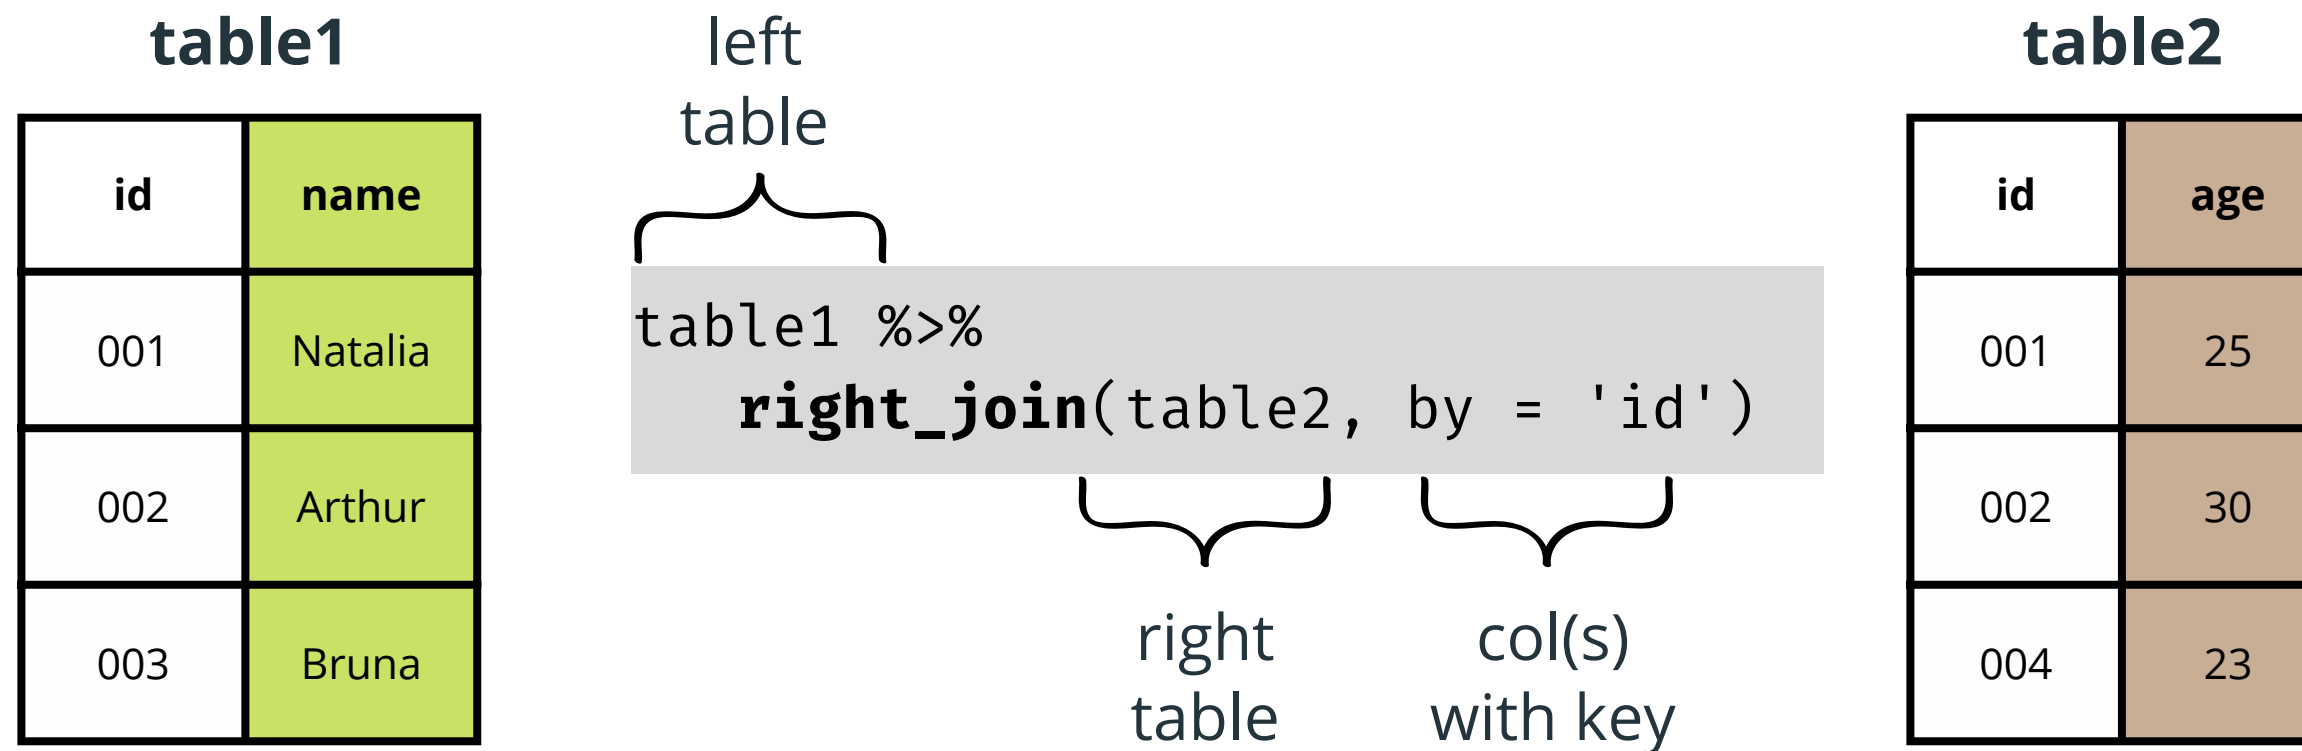 table1
id name
001 Natalia
002 Arthur
003 Bruna
left
table
table1 %>%
right_join(table2, by = 'id')
right
table
col(s)
with key
table2
id age
001 25
002 30
004 23